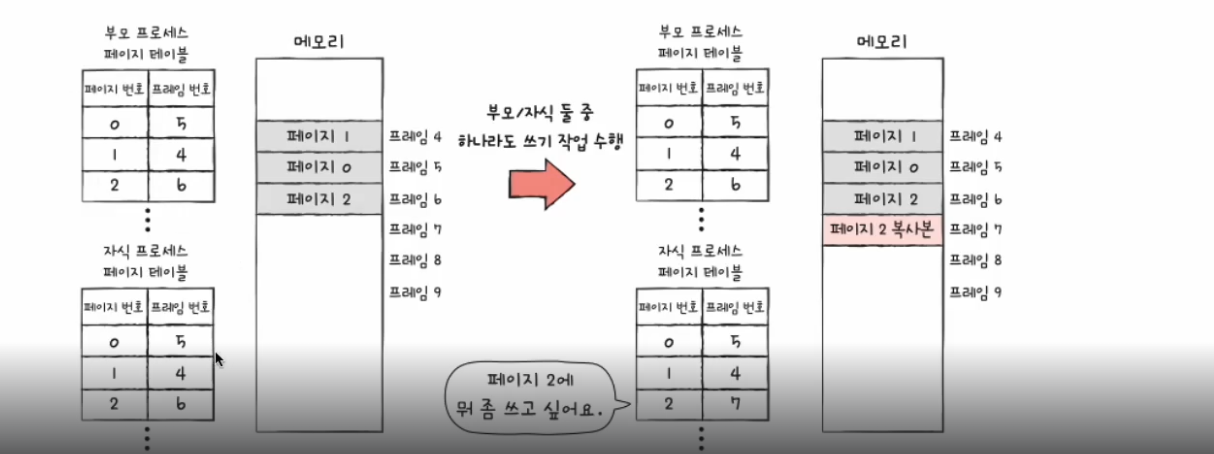 부모 프로세스
페이지 테이블
페이지 번호 프레임 번호
0 5
1 4
2 6
자식 프로세스
페이지 테이블
페이지 번호 프레임 번호
0 5
1 4
2 6
메모리
페이지 1 프레임 4
페이지 0 프레임 5
페이지 2 프레임 6
프레임 7
프레임 8
프레임 9
부모/자식 둘 중
하나라도 쓰기 작업 수행
부모 프로세스
페이지 테이블
페이지 번호 프레임 번호
0 5
1 4
2 6
자식 프로세스
페이지 테이블
페이지 번호 프레임 번호
0 5
1 4
2 7
페이지 2에
뭐 좀 쓰고 싶어요.
메모리
페이지 1 프레임 4
페이지 0 프레임 5
페이지 2 프레임 6
페이지 2 복사본 프레임 7
프레임 8
프레임 9